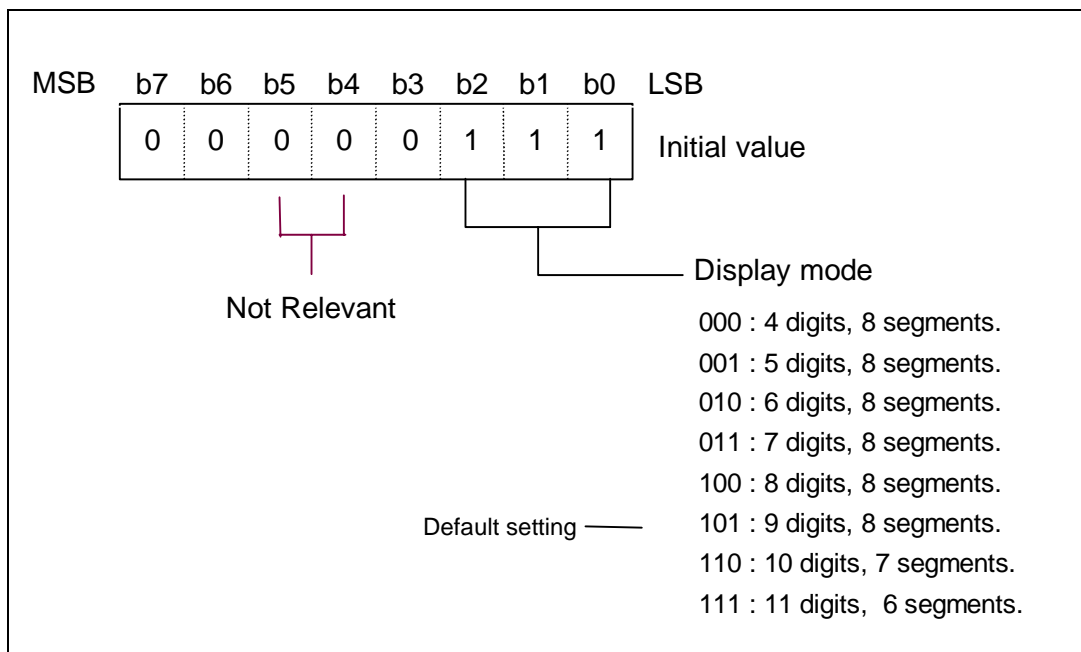 MSB b7 b6 b5 b4 b3 b2 b1 b0 LSB
0 0 0 0 0 1 1 1 Initial value
Display mode
Not Relevant
000 : 4 digits, 8 segments.
001 : 5 digits, 8 segments.
010 : 6 digits, 8 segments.
011 : 7 digits, 8 segments.
100 : 8 digits, 8 segments.
Default setting 101 : 9 digits, 8 segments.
110 : 10 digits, 7 segments.
111 : 11 digits, 6 segments.